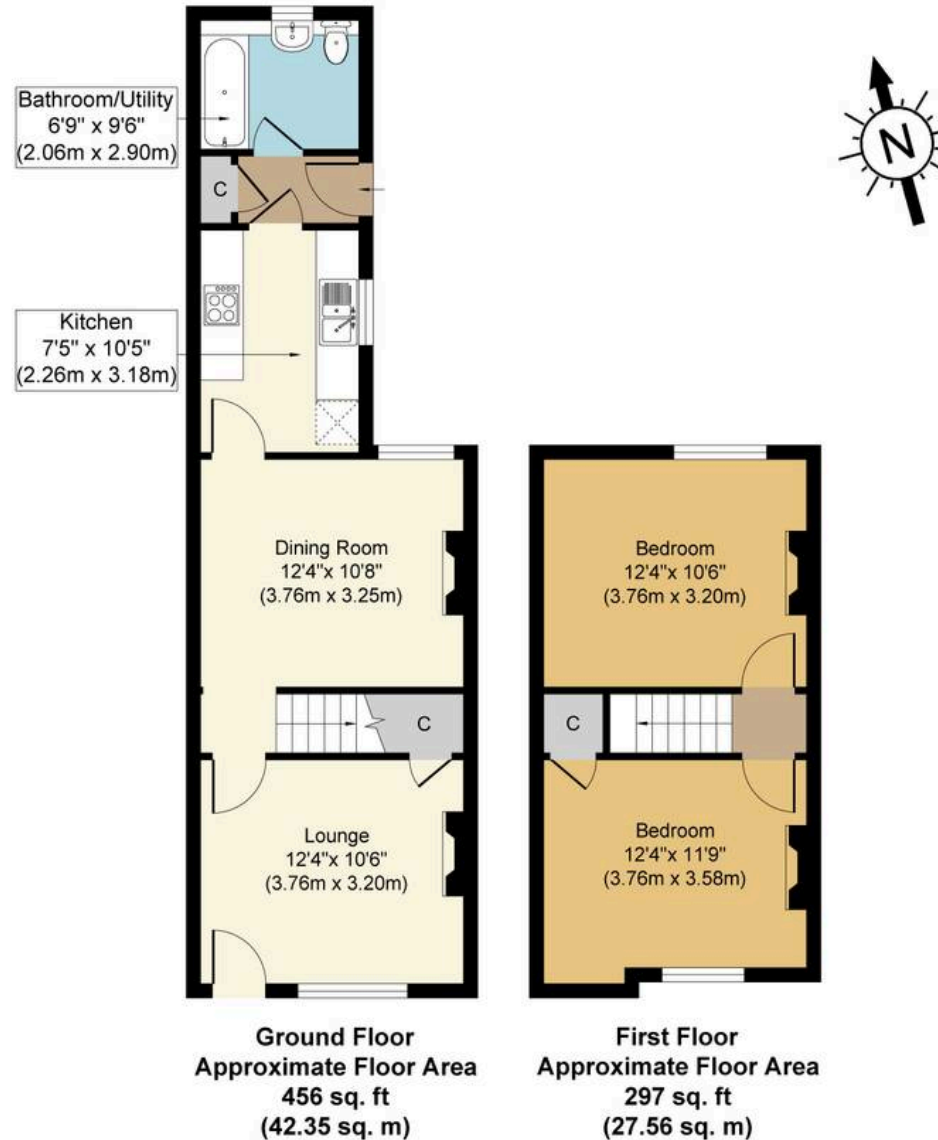 Bathroom/Utility
6'9" x 9'6"
(2.06m x 2.90m)
N
C
Kitchen
7'5" x 10'5"
(2.26m x 3.18m)
Dining Room
12'4"x 10'8"
(3.76m x 3.25m)
C
Lounge
12'4"x 10'6"
(3.76m x 3.20m)
Bedroom
12'4"x 10'6"
(3.76m x 3.20m)
C
Bedroom
12'4"x 11'9"
(3.76m x 3.58m)
Ground Floor
Approximate Floor Area
456 sq. ft
(42.35 sq. m)
First Floor
Approximate Floor Area
297 sq. ft
(27.56 sq. m)